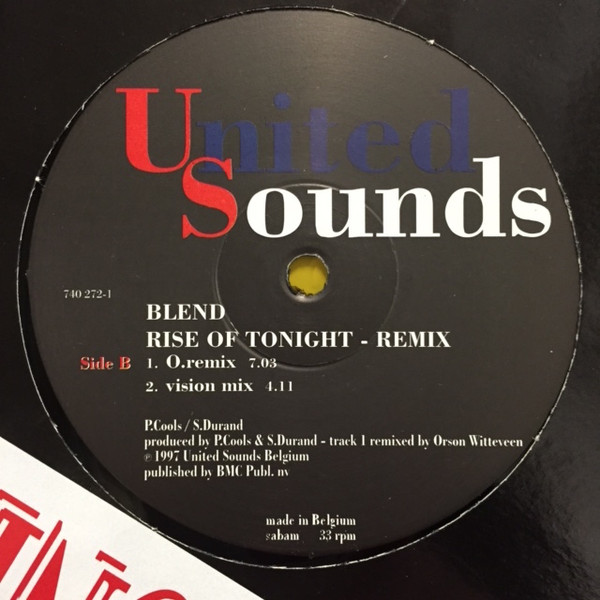 United
Sounds
740 272-1
BLEND
RISE OF TONIGHT - REMIX
Side B 1. O.remix 7.03
2. vision mix 4.11
P.Cools / S.Durand
produced by P.Cools & S.Durand - track 1 remixed by Orson Witteveen
℗ 1997 United Sounds Belgium
published by BMC Publ. nv
made in Belgium
sabam 33 rpm